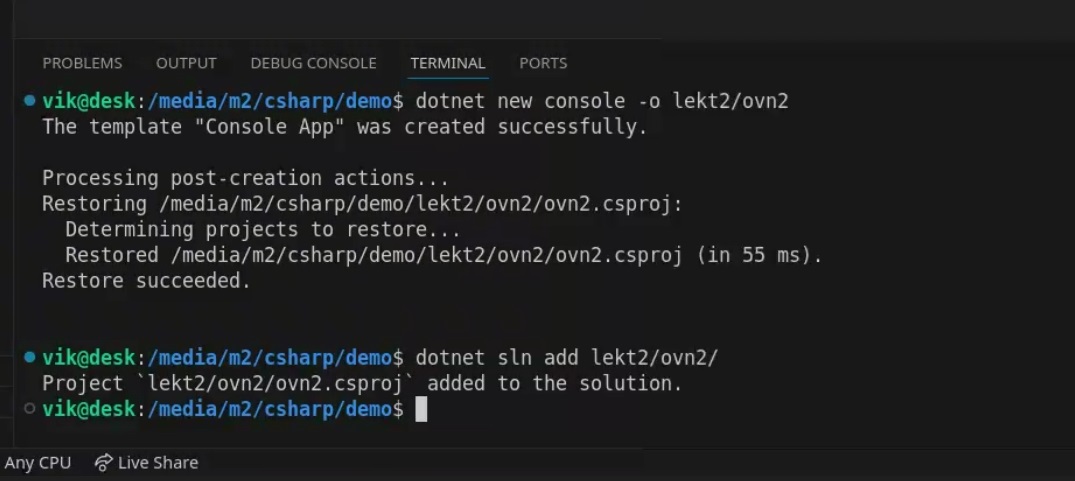 PROBLEMS OUTPUT DEBUG CONSOLE TERMINAL PORTS
vik@desk:/media/m2/csharp/demo$ dotnet new console -o lekt2/ovn2
The template "Console App" was created successfully.
Processing post-creation actions...
Restoring /media/m2/csharp/demo/lekt2/ovn2/ovn2.csproj:
Determining projects to restore...
Restored /media/m2/csharp/demo/lekt2/ovn2/ovn2.csproj (in 55 ms).
Restore succeeded.
vik@desk:/media/m2/csharp/demo$ dotnet sln add lekt2/ovn2/
Project `lekt2/ovn2/ovn2.csproj` added to the solution.
vik@desk:/media/m2/csharp/demo$
Any CPU Live Share